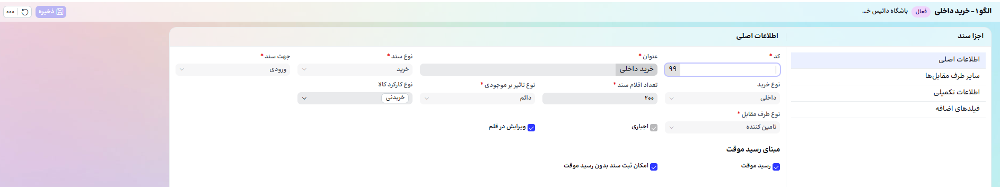 الگو ۱ - خرید داخلی فعال باشگاه داتیس خ...
ذخیره
اجزا سند
اطلاعات اصلی
اطلاعات اصلی
سایر طرف مقابل‌ها
اطلاعات تکمیلی
فیلدهای اضافه
کد * عنوان * نوع سند * جهت سند *
۹۹ خرید داخلی خرید ورودی
نوع خرید تعداد اقلام سند * نوع تاثیر بر موجودی * نوع کارکرد کالا
داخلی ۲۰۰ دائم خریدنی
نوع طرف مقابل *
تامین کننده اجباری ویرایش در قلم
مبنای رسید موقت
رسید موقت امکان ثبت سند بدون رسید موقت